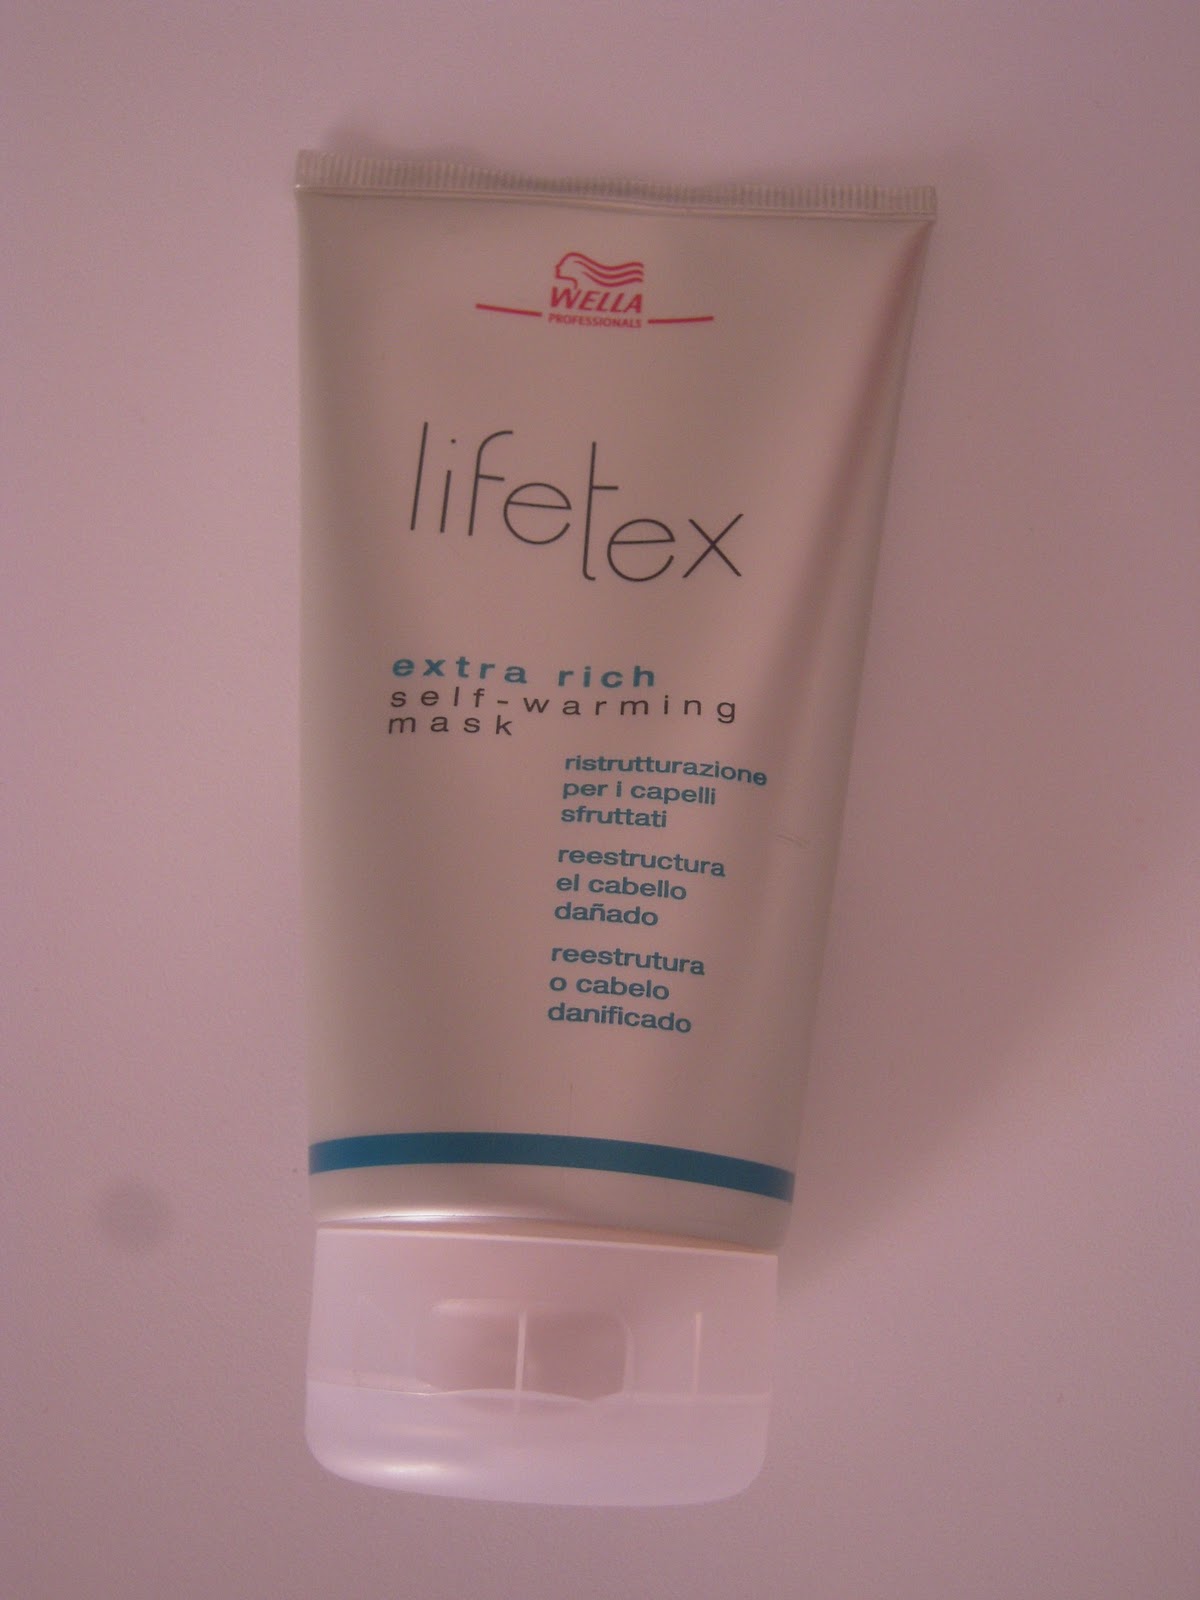 WELLA
PROFESSIONALS
lifetex
extra rich
self-warming
mask
ristrutturazione
per i capelli
sfruttati
reestructura
el cabello
dañado
reestrutura
o cabelo
danificado